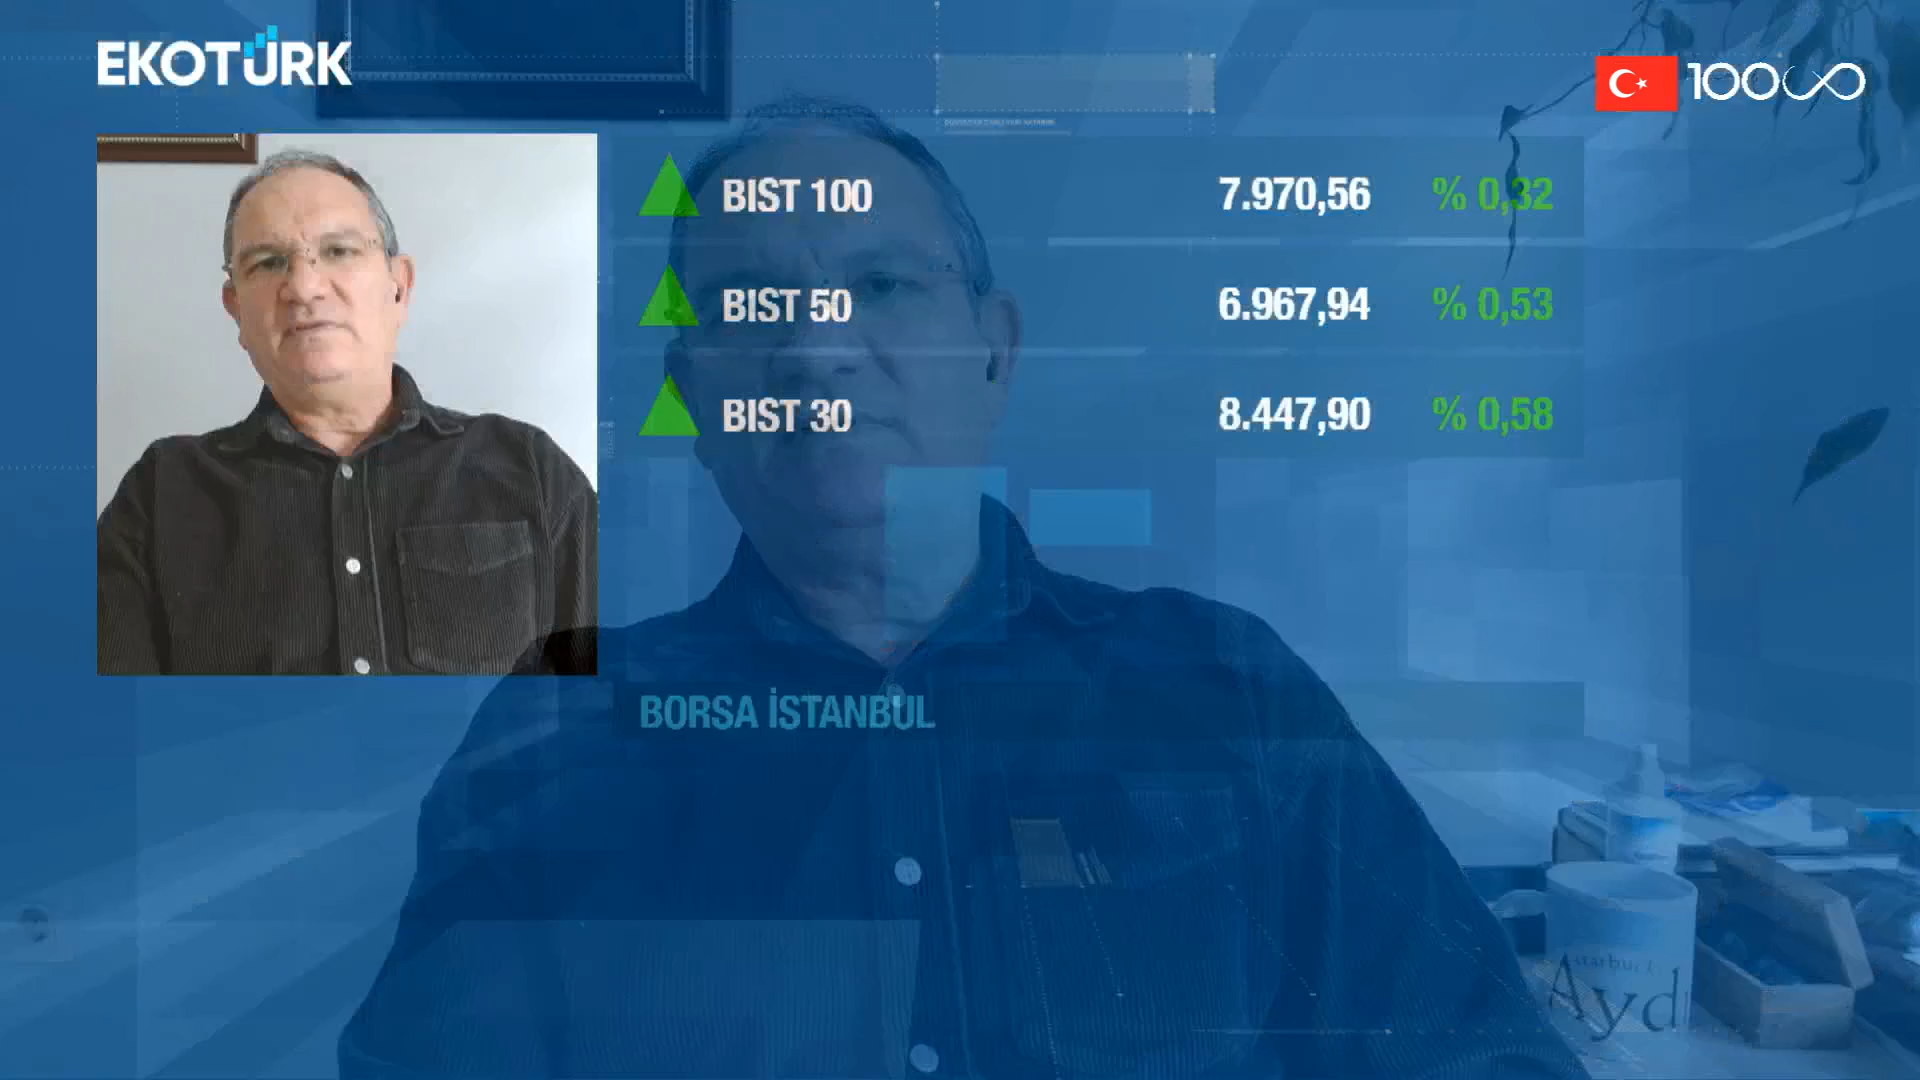 EKOTÜRK
100
BIST 100 7.970,56 % 0,32
BIST 50 6.967,94 % 0,53
BIST 30 8.447,90 % 0,58
BORSA İSTANBUL
Ayd